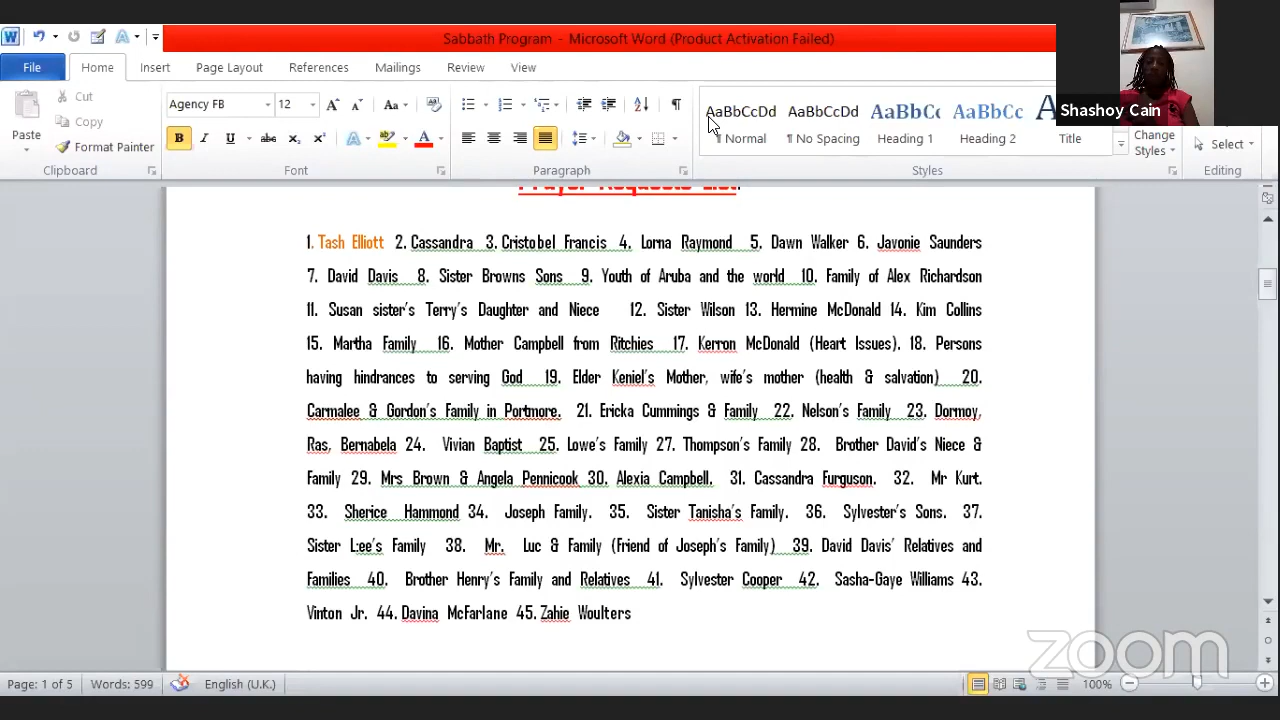 Sabbath Program - Microsoft Word (Product Activation Failed)
File Home Insert Page Layout References Mailings Review View
Shashoy Cain
Paste
Cut
Copy
Format Painter
Clipboard
Agency FB 12
Font
Paragraph
AaBbCcDd AaBbCcDd AaBbCc AaBbCc
¶ Normal ¶ No Spacing Heading 1 Heading 2 Title
Styles
Change Styles
Select
Editing
Prayer Requests List
1. Tash Elliott 2. Cassandra 3. Cristobel Francis 4. Lorna Raymond 5. Dawn Walker 6. Javonie Saunders
7. David Davis 8. Sister Browns Sons 9. Youth of Aruba and the world 10. Family of Alex Richardson
11. Susan sister's Terry's Daughter and Niece 12. Sister Wilson 13. Hermine McDonald 14. Kim Collins
15. Martha Family 16. Mother Campbell from Ritchies 17. Kerron McDonald (Heart Issues). 18. Persons
having hindrances to serving God 19. Elder Keniel's Mother, wife's mother (health & salvation) 20.
Carmalee & Gordon's Family in Portmore. 21. Ericka Cummings & Family 22. Nelson's Family 23. Dormoy,
Ras, Bernabela 24. Vivian Baptist 25. Lowe's Family 27. Thompson's Family 28. Brother David's Niece &
Family 29. Mrs Brown & Angela Pennicook 30. Alexia Campbell. 31. Cassandra Furguson. 32. Mr Kurt.
33. Sherice Hammond 34. Joseph Family. 35. Sister Tanisha's Family. 36. Sylvester's Sons. 37.
Sister L:ee's Family 38. Mr. Luc & Family (Friend of Joseph's Family) 39. David Davis' Relatives and
Families 40. Brother Henry's Family and Relatives 41. Sylvester Cooper 42. Sasha-Gaye Williams 43.
Vinton Jr. 44. Davina McFarlane 45. Zahie Woulters
zoom
Page: 1 of 5 Words: 599 English (U.K.) 100%